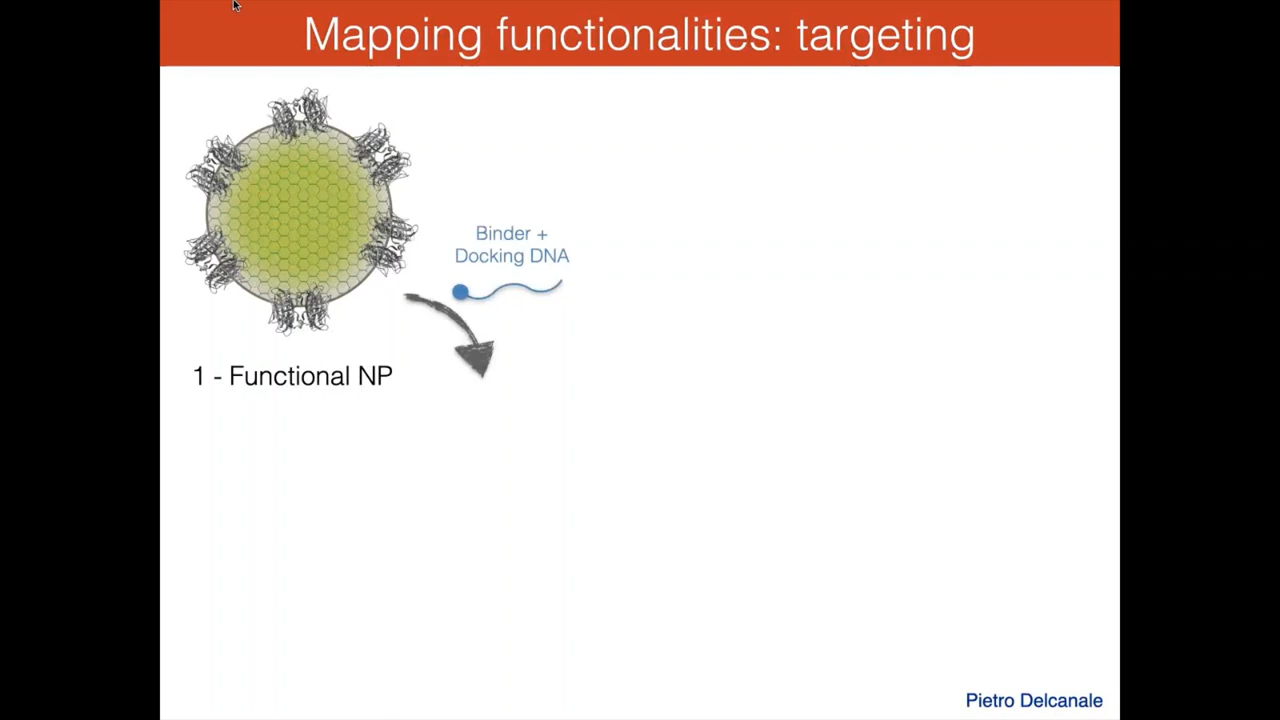 Mapping functionalities: targeting
Binder +
Docking DNA
1 - Functional NP
Pietro Delcanale